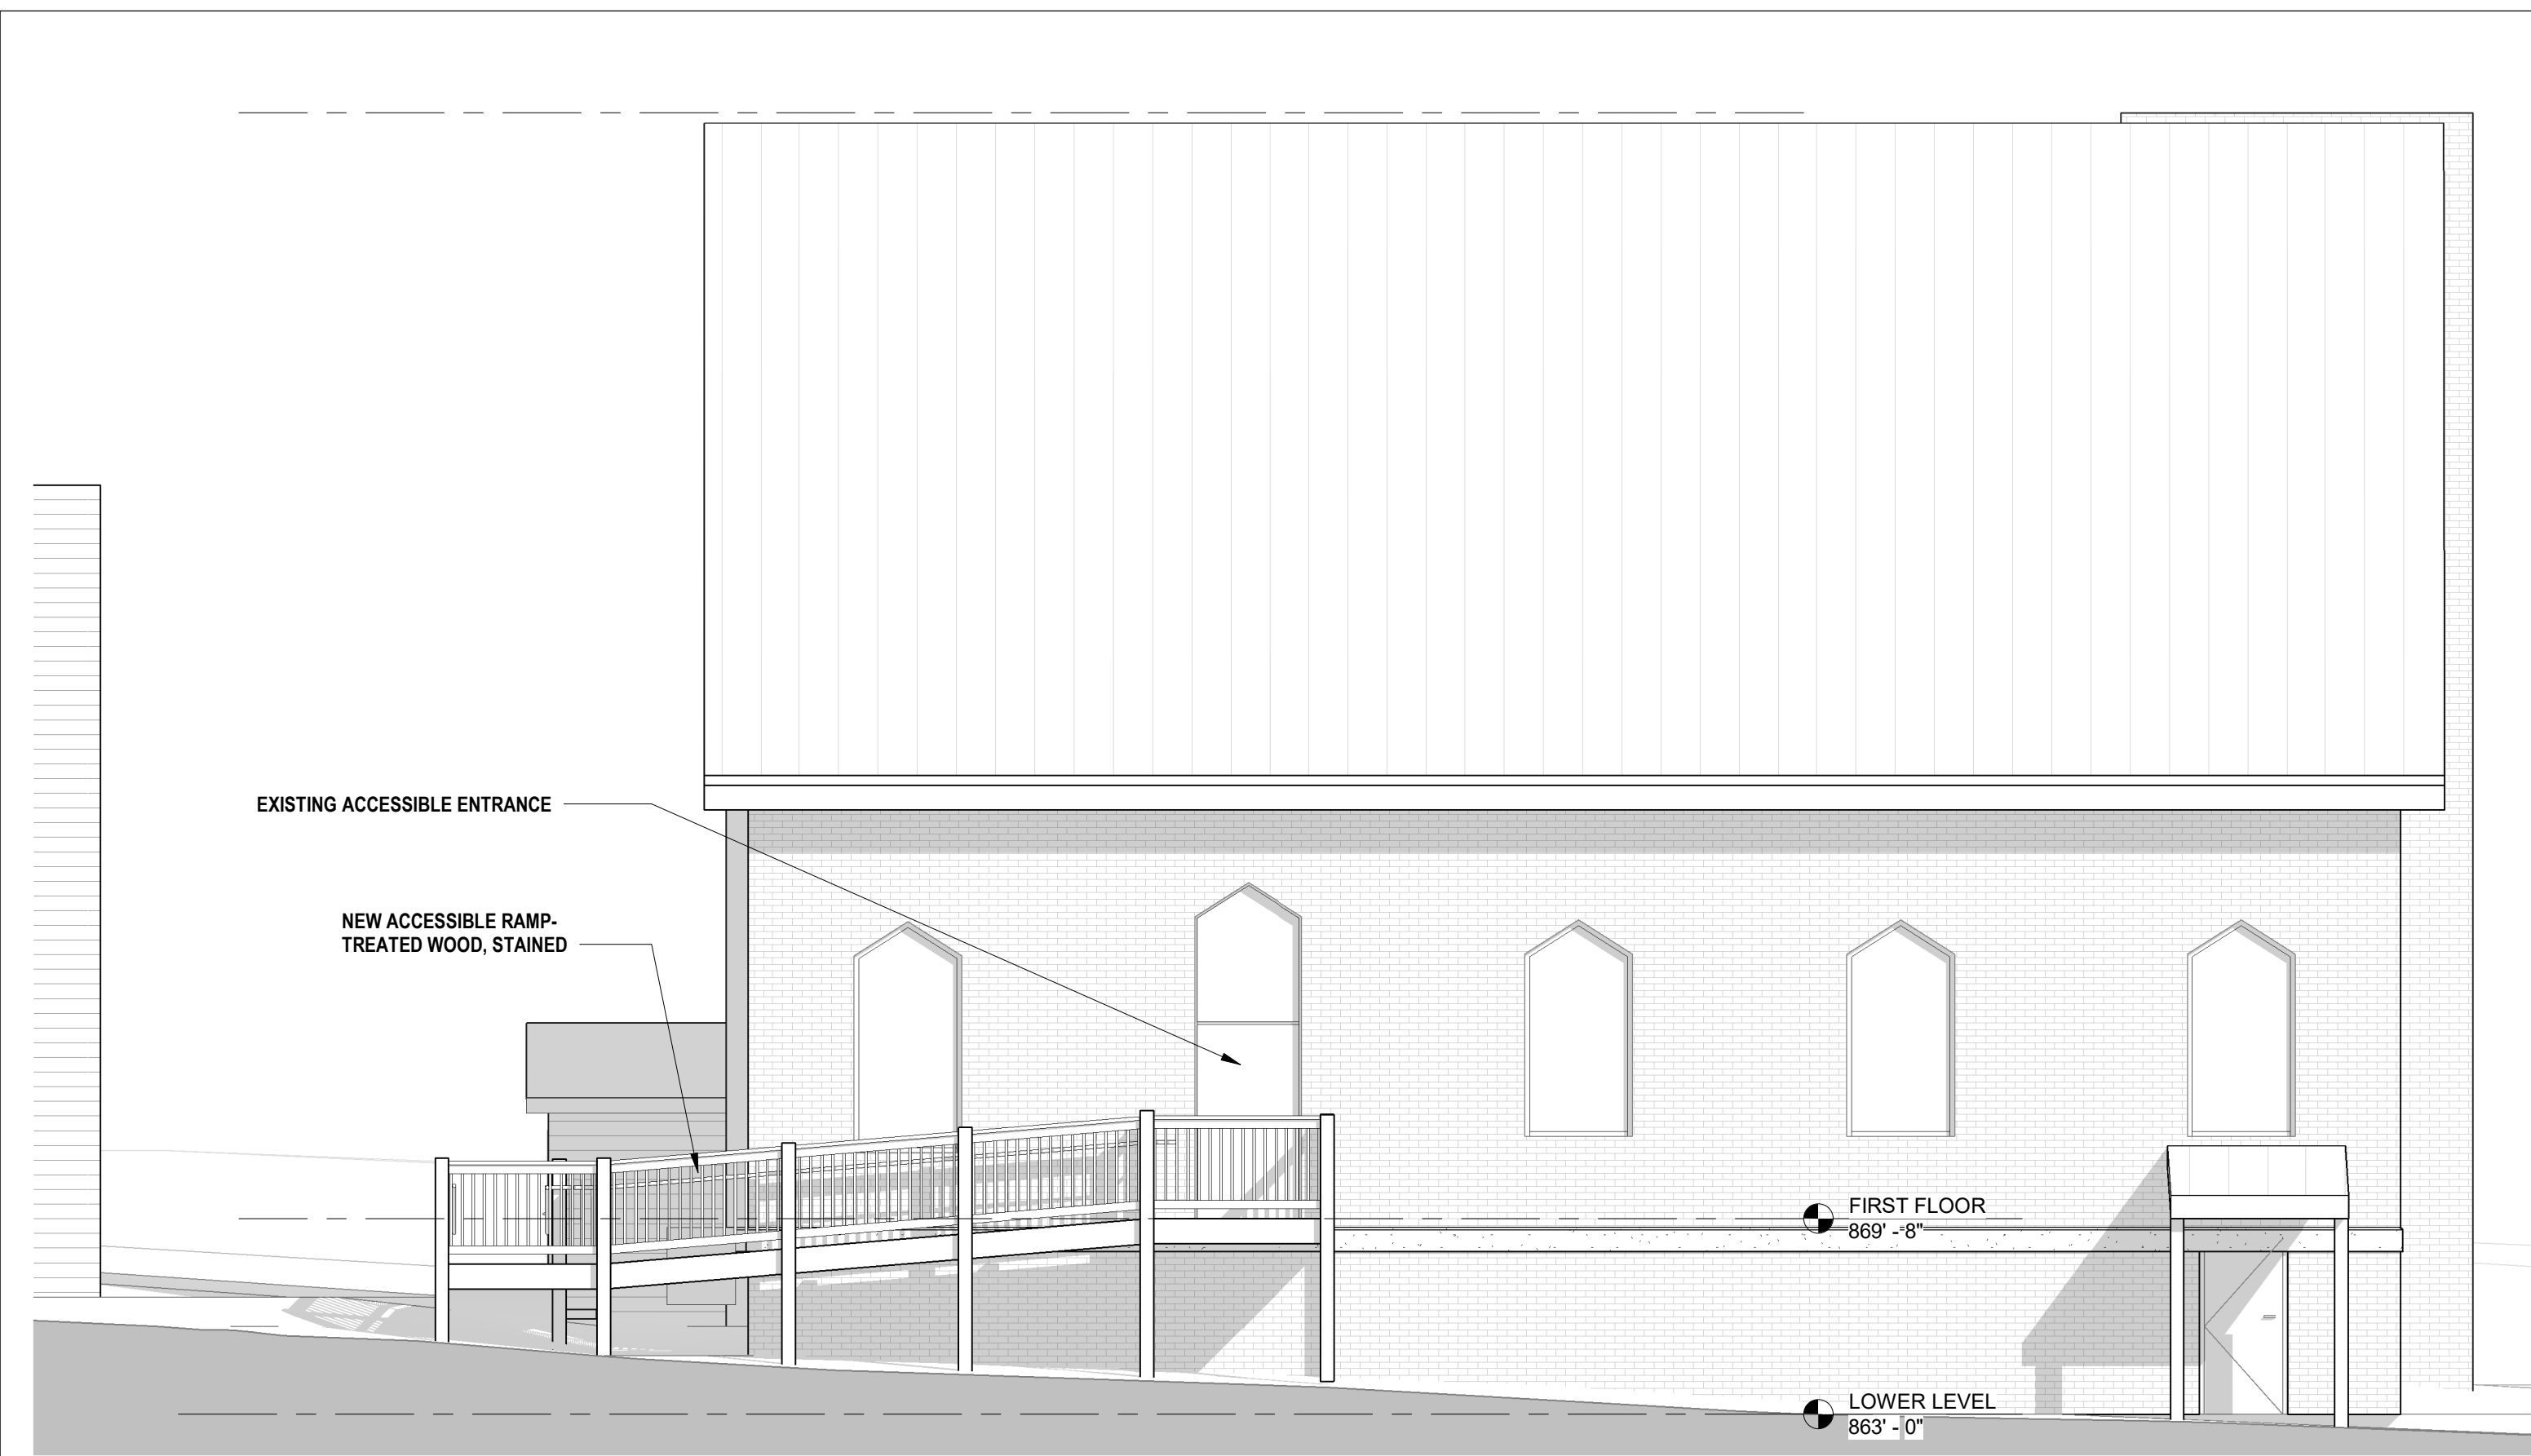 EXISTING ACCESSIBLE ENTRANCE
NEW ACCESSIBLE RAMP-
TREATED WOOD, STAINED
FIRST FLOOR
869' - 8"
LOWER LEVEL
863' - 0"